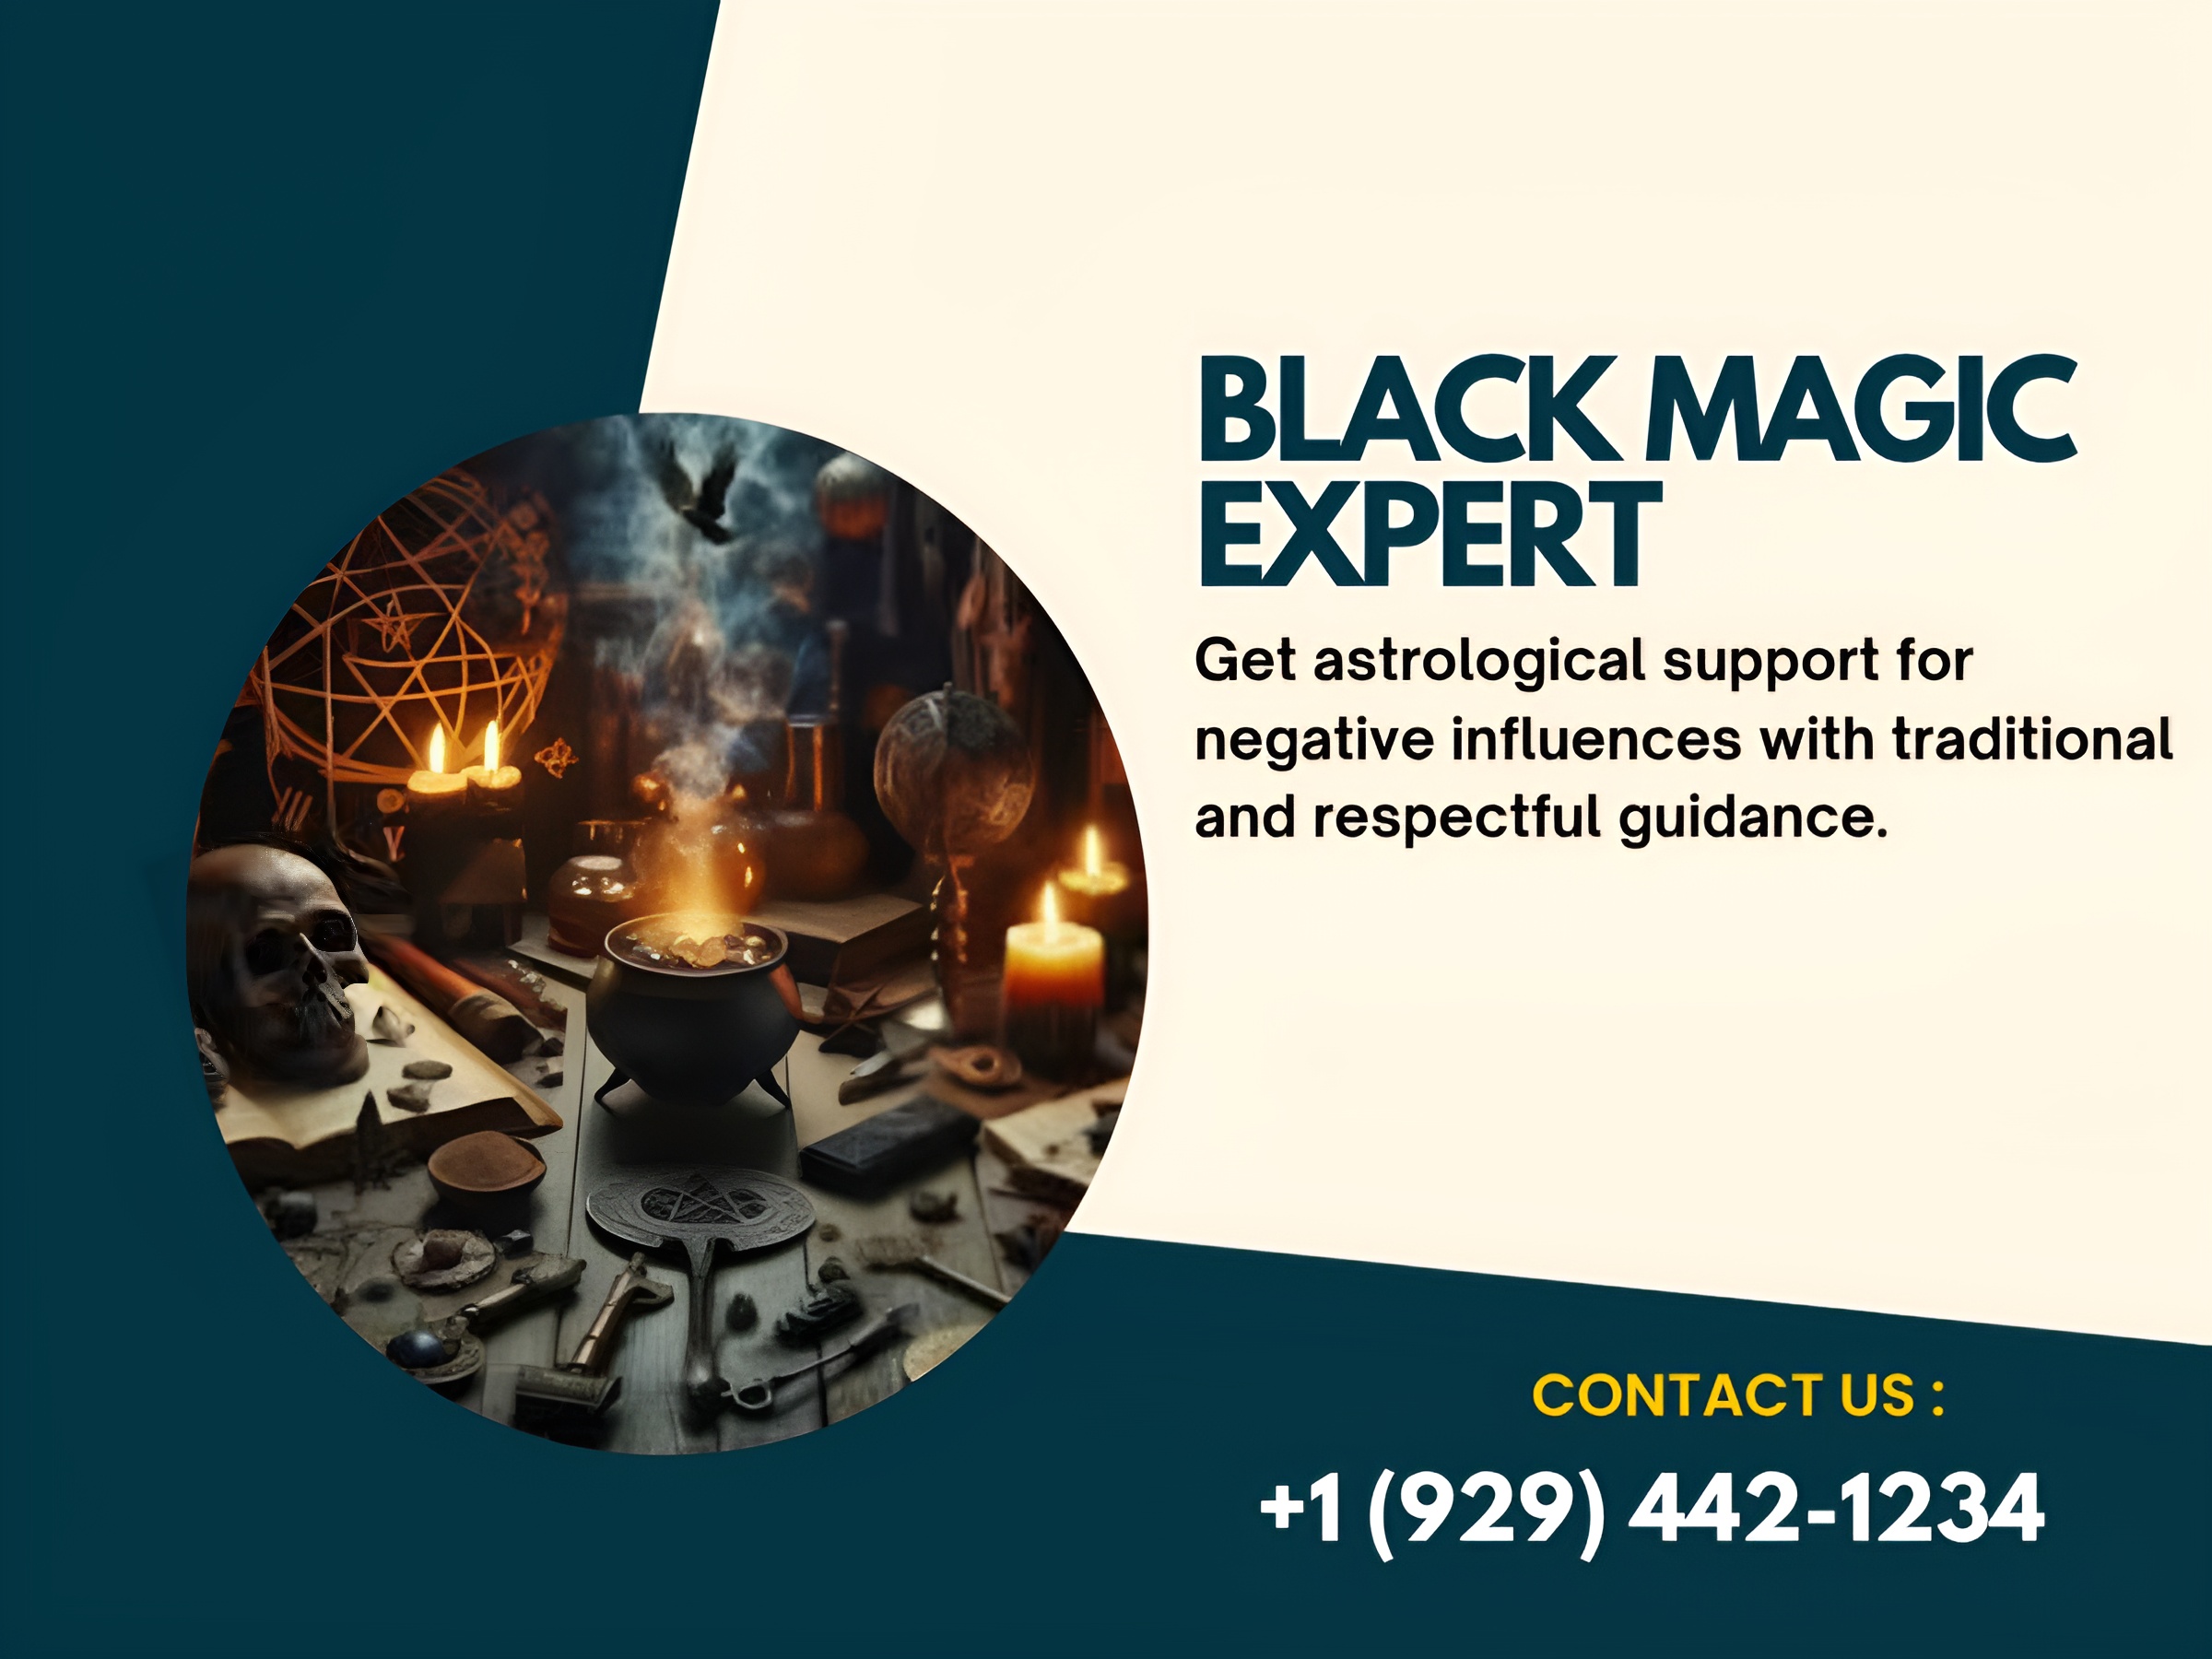 BLACK MAGIC
EXPERT
Get astrological support for
negative influences with traditional
and respectful guidance.
CONTACT US :
+1 (929) 442-1234